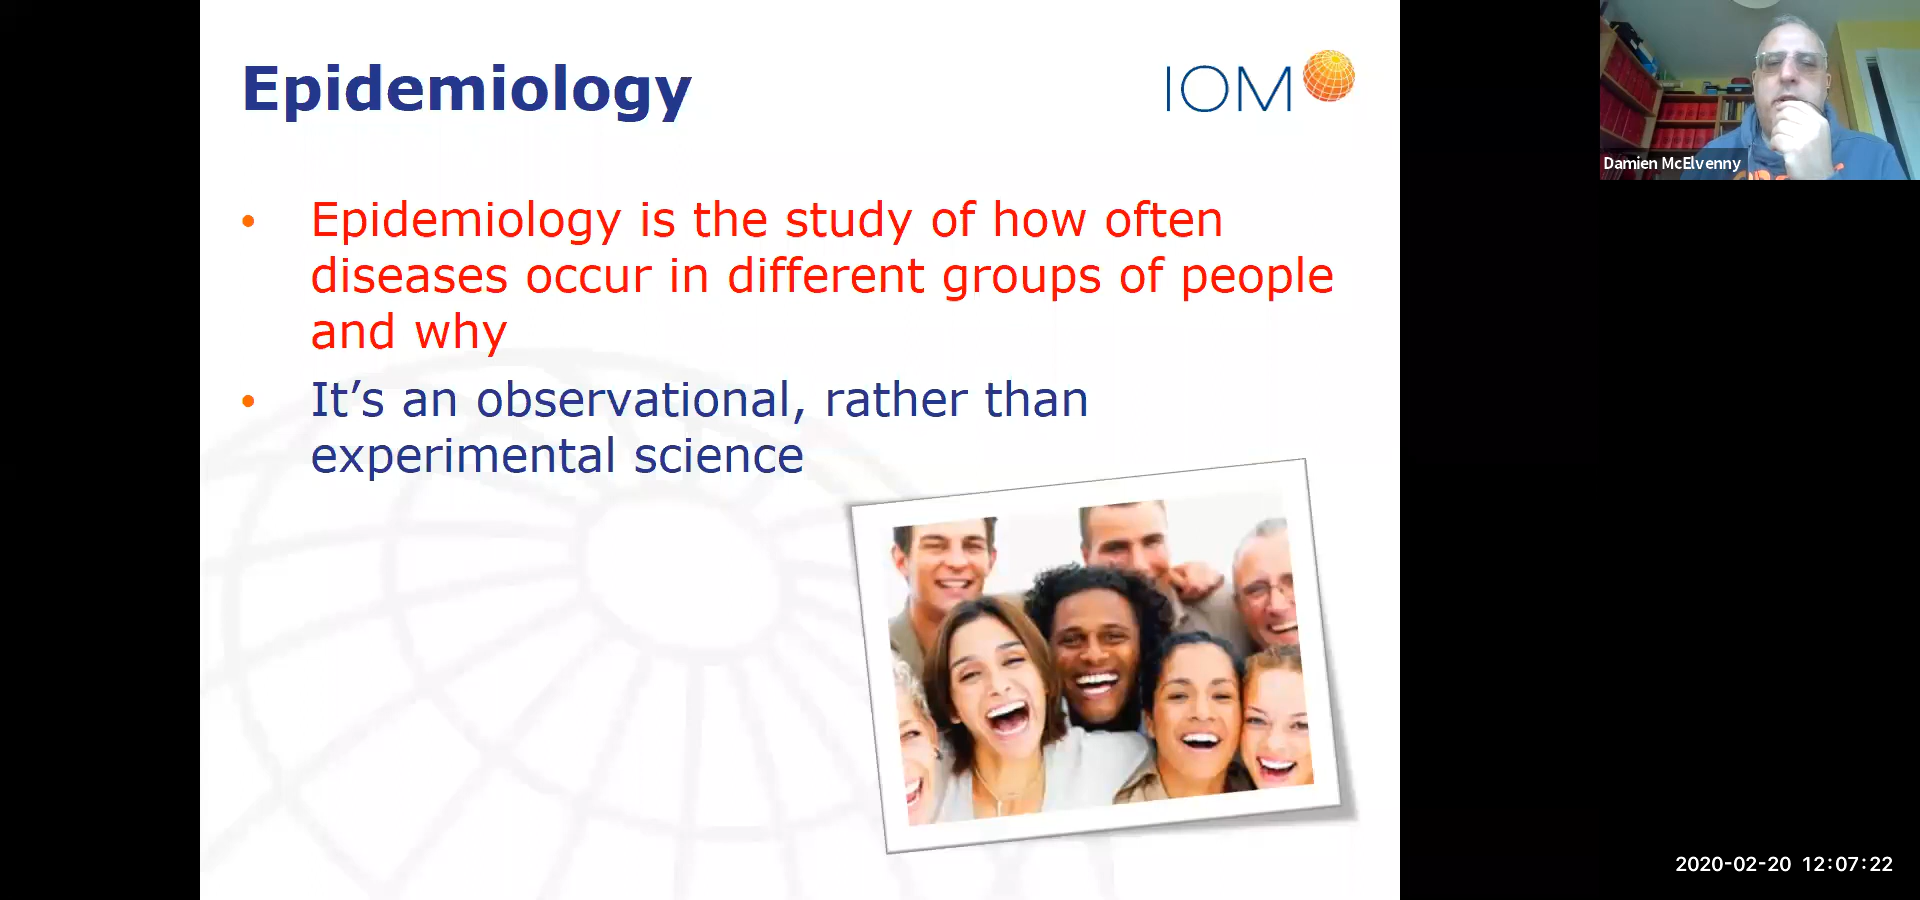 Epidemiology
IOM
• Epidemiology is the study of how often
diseases occur in different groups of people
and why
• It’s an observational, rather than
experimental science
Damien McElvenny
2020-02-20 12:07:22